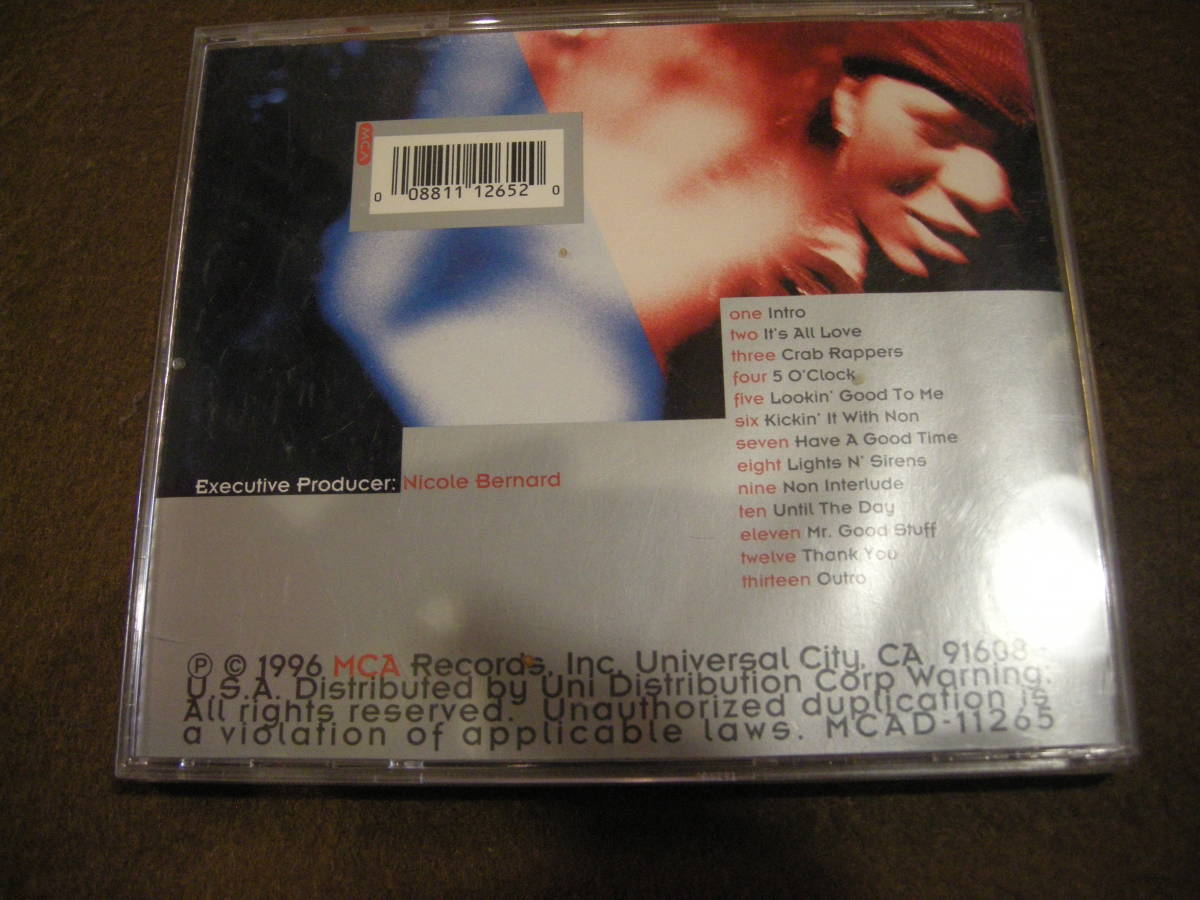 MCA
0 08811 12652 0
one Intro
two It's All Love
three Crab Rappers
four 5 O'Clock
five Lookin' Good To Me
six Kickin' It With Non
seven Have A Good Time
eight Lights N' Sirens
nine Non Interlude
ten Until The Day
eleven Mr. Good Stuff
twelve Thank You
thirteen Outro
Executive Producer: Nicole Bernard
℗ © 1996 MCA Records, Inc. Universal City, CA 91608 -
U.S.A. Distributed by Uni Distribution Corp Warning:
All rights reserved. Unauthorized duplication is
a violation of applicable laws. MCAD-11265